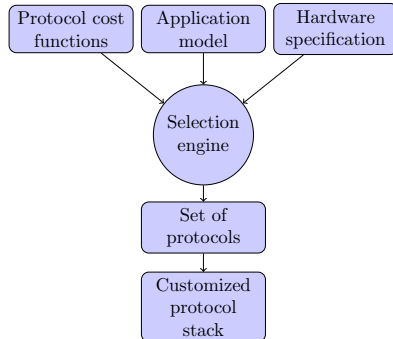 Protocol cost
functions
Application
model
Hardware
specification
Selection
engine
Set of
protocols
Customized
protocol
stack